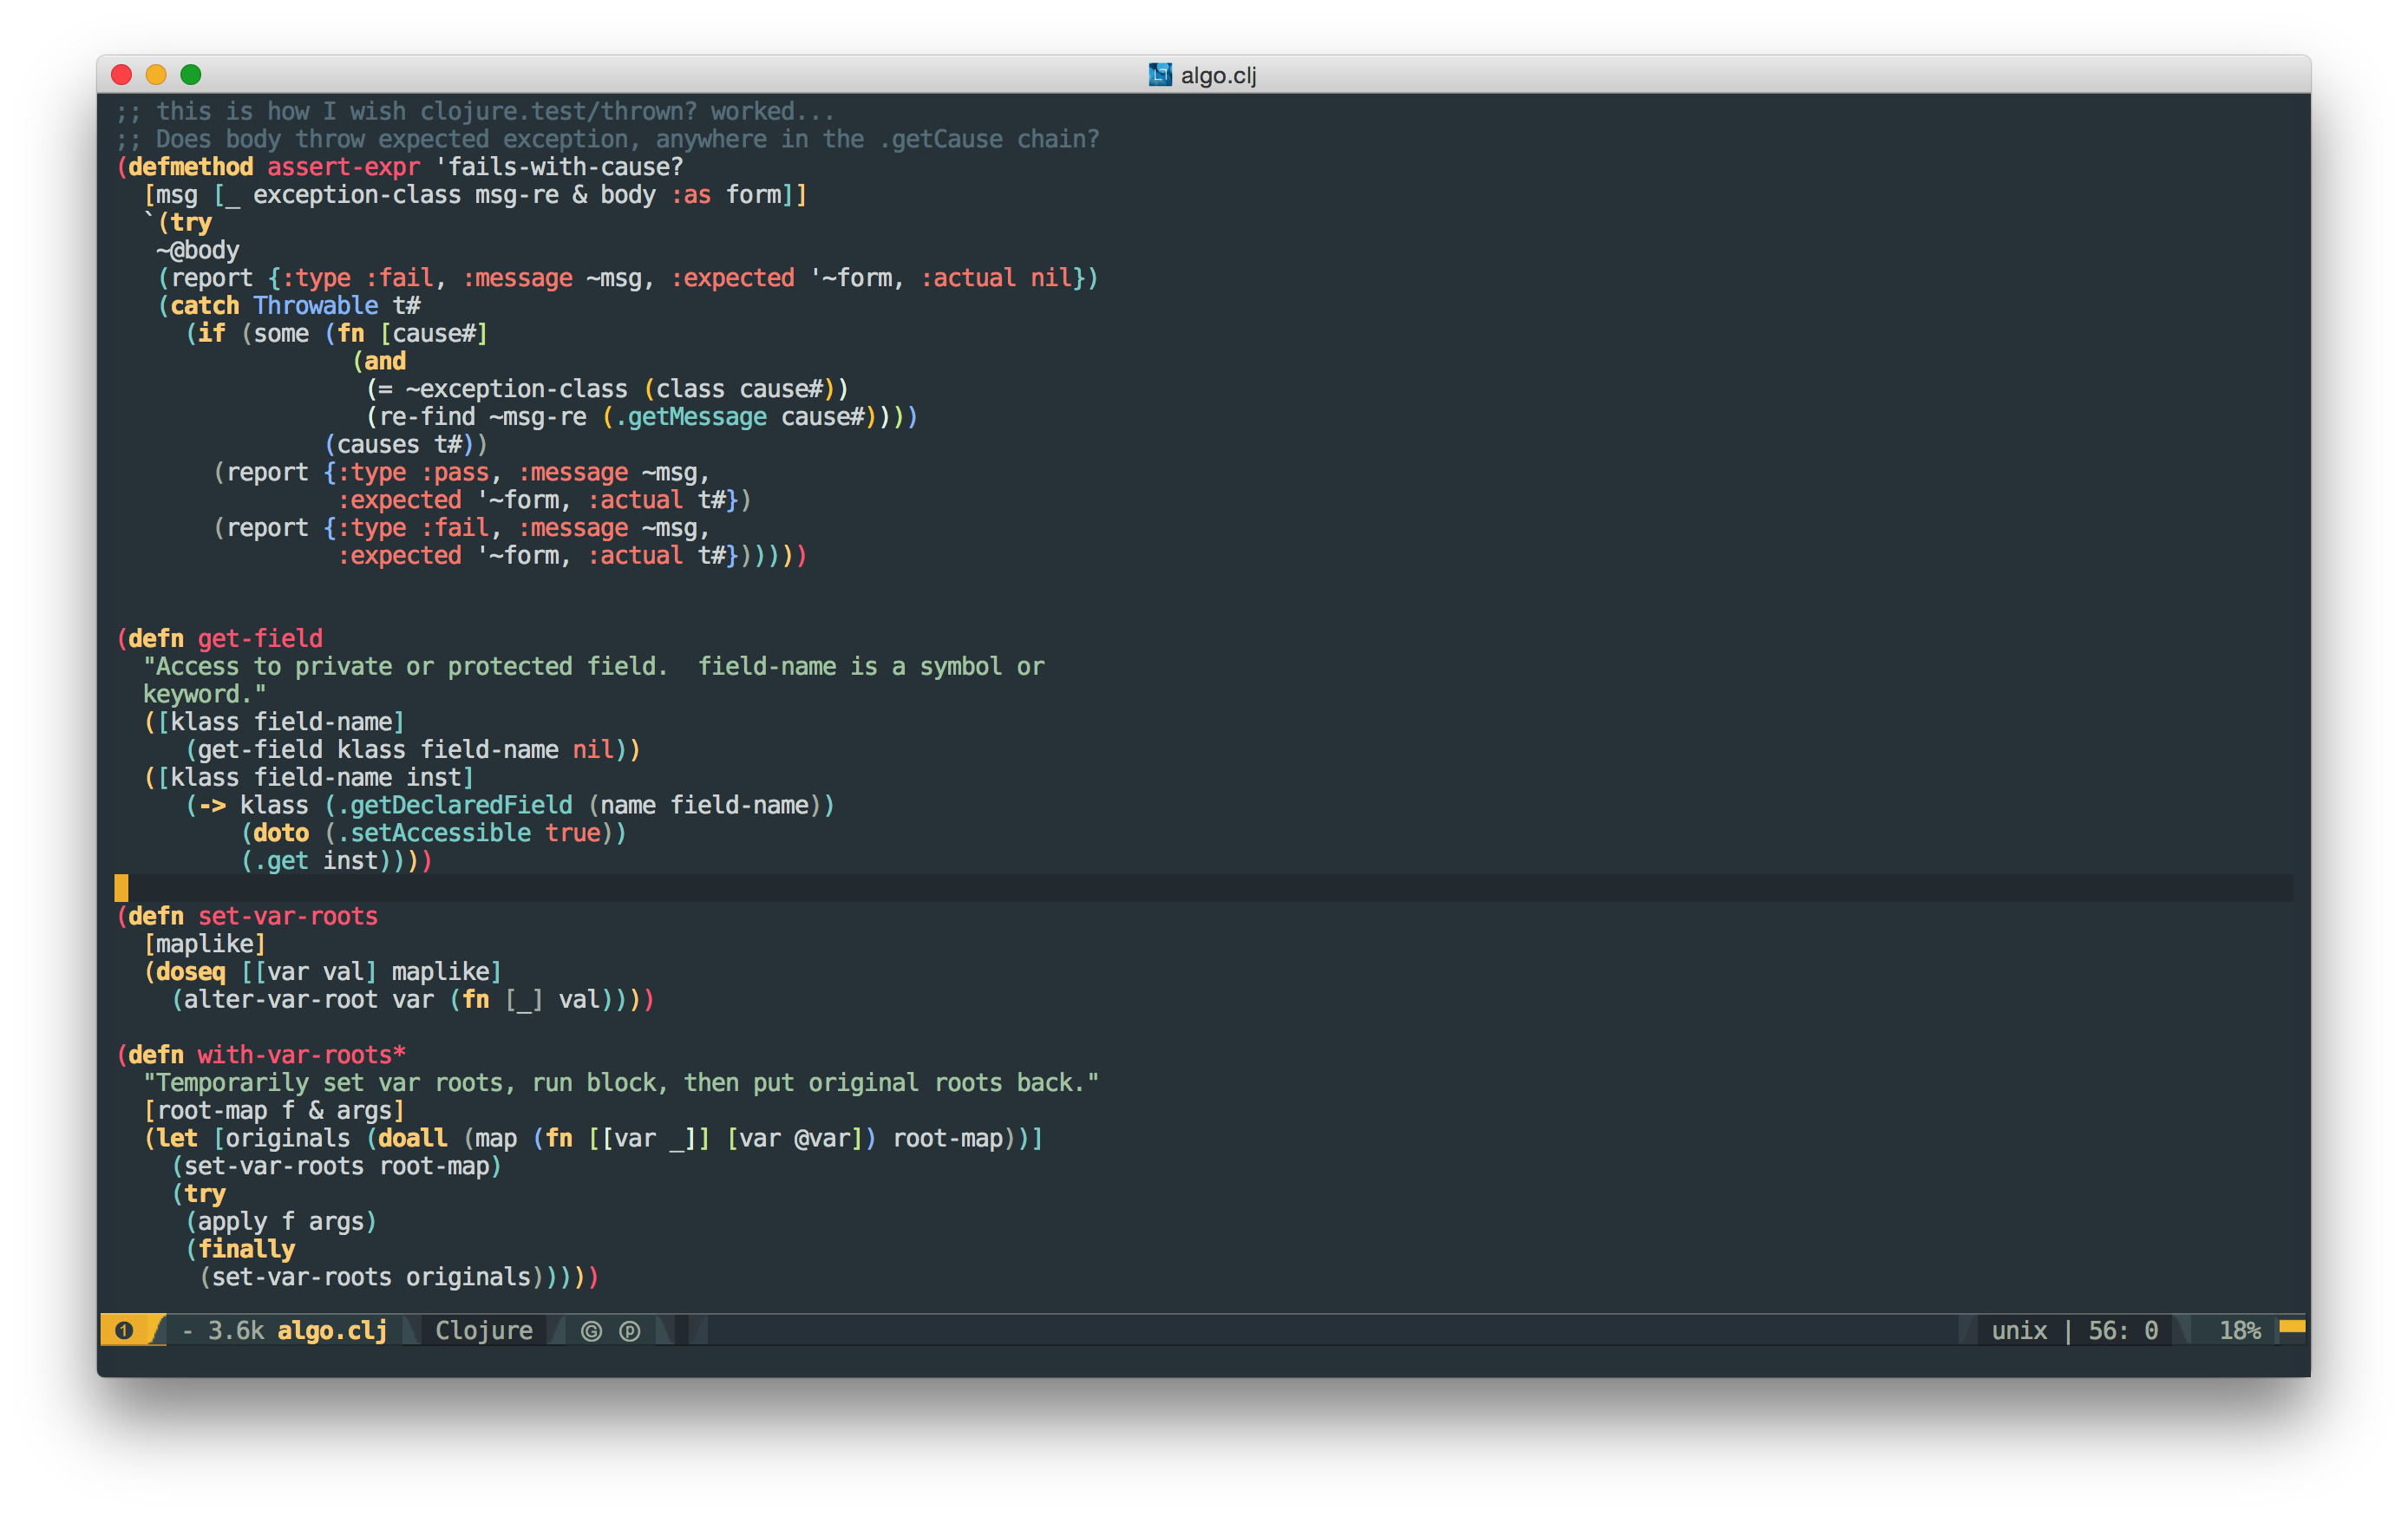 algo.clj
;; this is how I wish clojure.test/thrown? worked...
;; Does body throw expected exception, anywhere in the .getCause chain?
(defmethod assert-expr 'fails-with-cause?
  [msg [_ exception-class msg-re & body :as form]]
  `(try
   ~@body
   (report {:type :fail, :message ~msg, :expected '~form, :actual nil})
   (catch Throwable t#
     (if (some (fn [cause#]
                 (and
                  (= ~exception-class (class cause#))
                  (re-find ~msg-re (.getMessage cause#))))
               (causes t#))
       (report {:type :pass, :message ~msg,
                :expected '~form, :actual t#})
       (report {:type :fail, :message ~msg,
                :expected '~form, :actual t#})))))
(defn get-field
  "Access to private or protected field.  field-name is a symbol or
  keyword."
  ([klass field-name]
     (get-field klass field-name nil))
  ([klass field-name inst]
     (-> klass (.getDeclaredField (name field-name))
         (doto (.setAccessible true))
         (.get inst))))
(defn set-var-roots
  [maplike]
  (doseq [[var val] maplike]
    (alter-var-root var (fn [_] val))))
(defn with-var-roots*
  "Temporarily set var roots, run block, then put original roots back."
  [root-map f & args]
  (let [originals (doall (map (fn [[var _]] [var @var]) root-map))]
    (set-var-roots root-map)
    (try
     (apply f args)
     (finally
      (set-var-roots originals)))))
❶ - 3.6k algo.clj Clojure Ⓖ ⓟ unix | 56: 0 18%